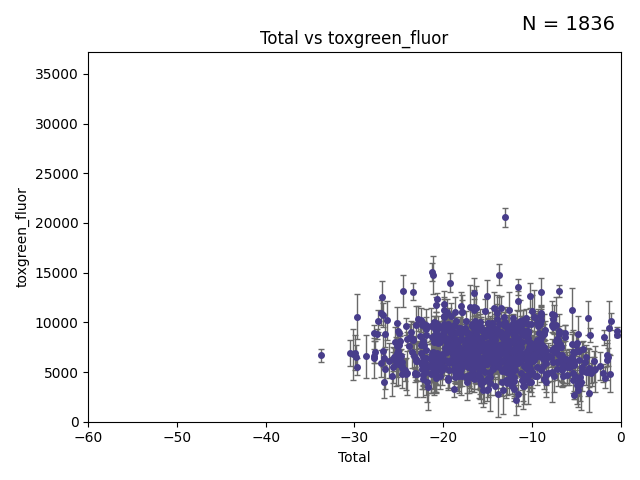 N = 1836
Total vs toxgreen_fluor
35000
30000
25000
20000
15000
10000
5000
0
toxgreen_fluor
−60 −50 −40 −30 −20 −10 0
Total